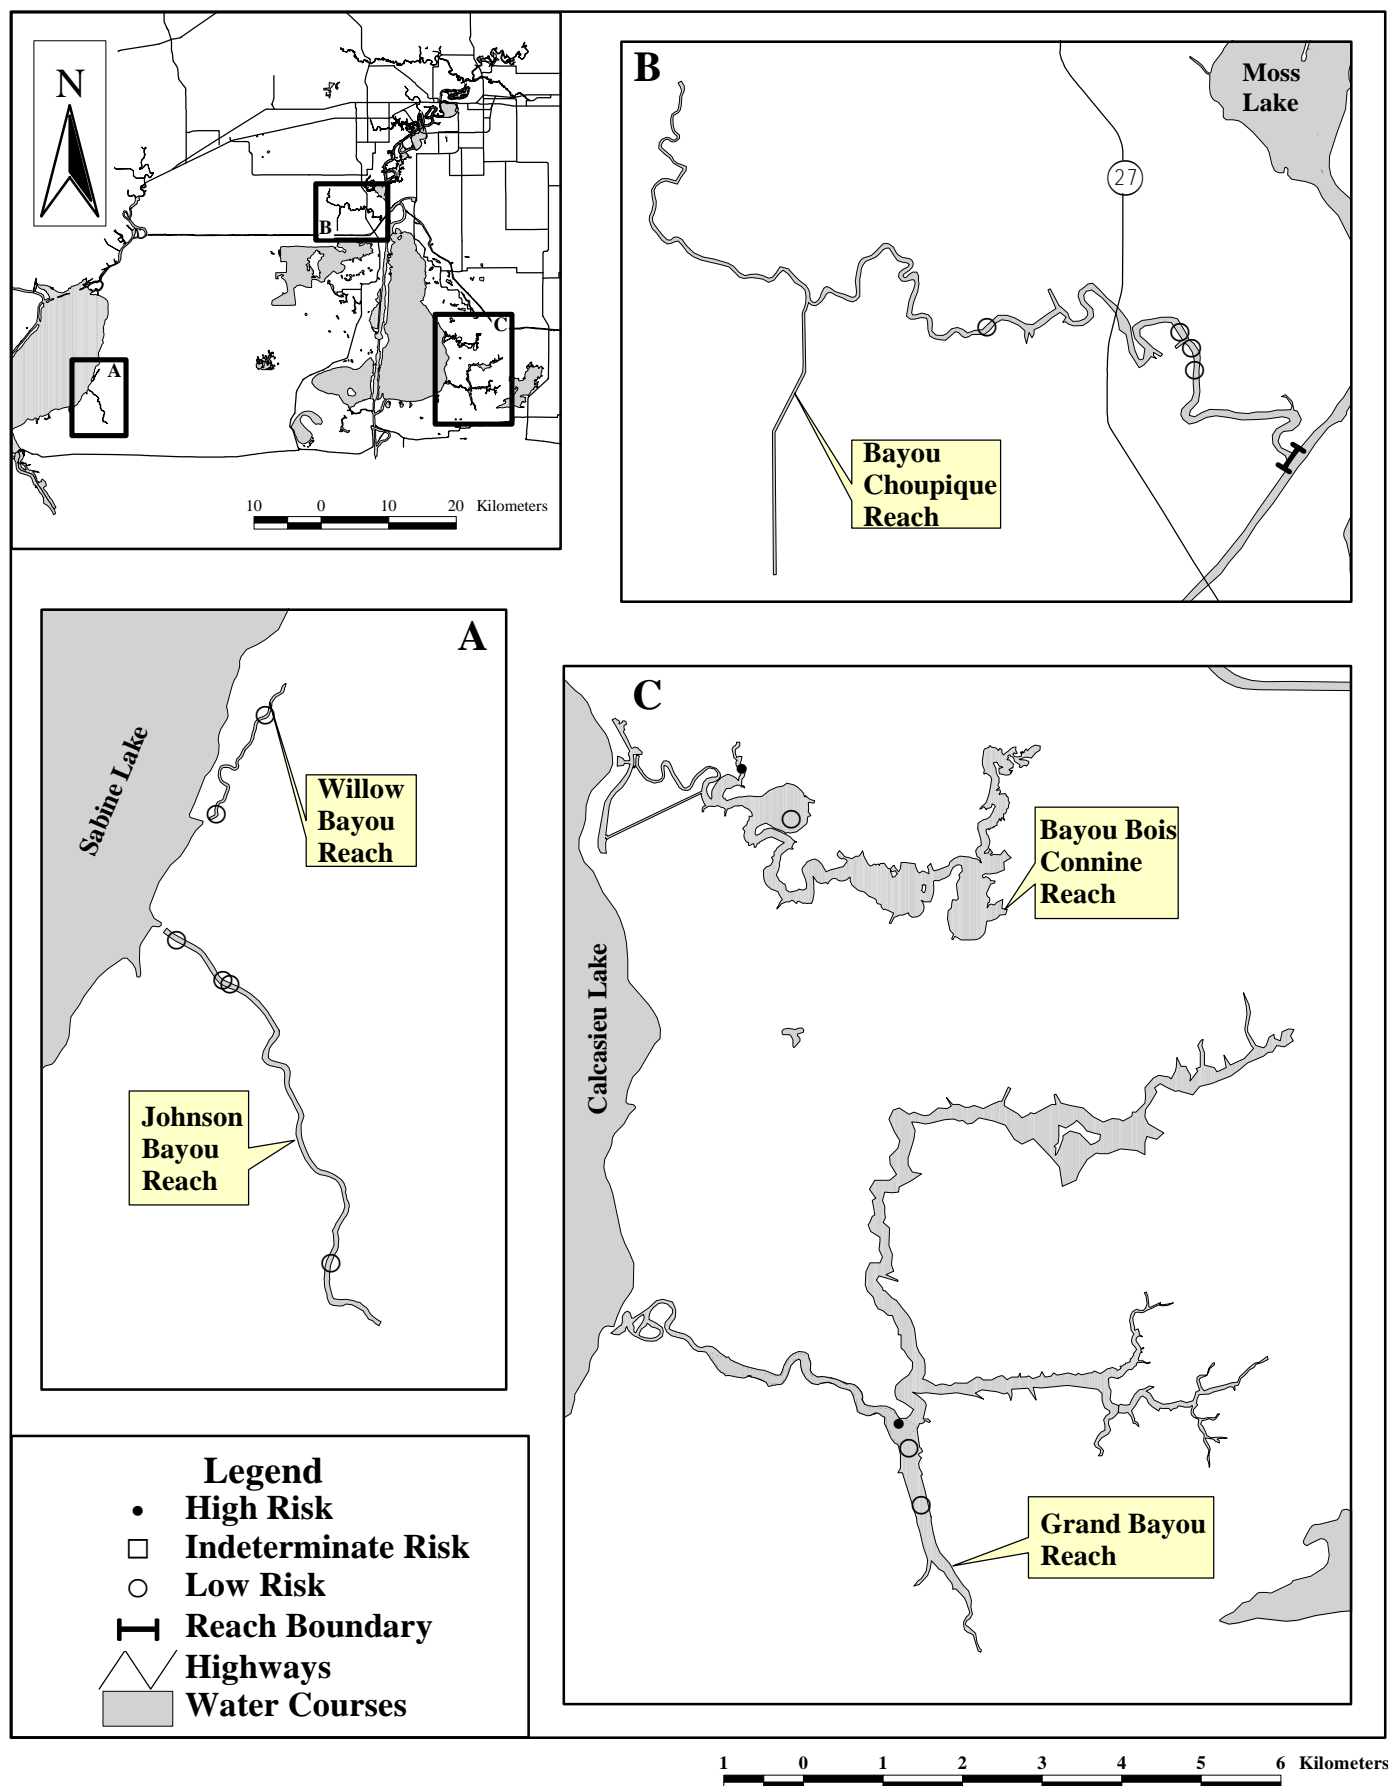 N
B
C
A
10 0 10 20 Kilometers
B
Moss
Lake
27
Bayou
Choupique
Reach
A
Sabine Lake
Willow
Bayou
Reach
Johnson
Bayou
Reach
C
Calcasieu Lake
Bayou Bois
Connine
Reach
Grand Bayou
Reach
Legend
High Risk
Indeterminate Risk
Low Risk
Reach Boundary
Highways
Water Courses
1 0 1 2 3 4 5 6 Kilometers